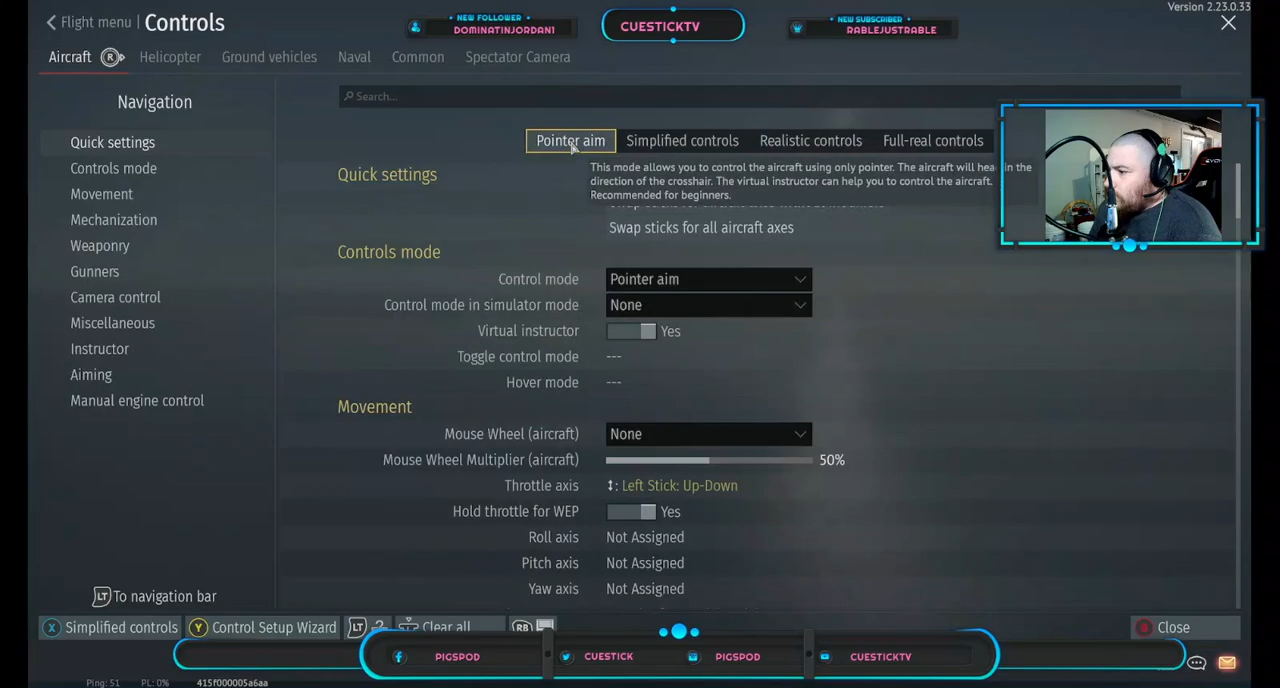 Version 2.23.0.33
Flight menu | Controls
NEW FOLLOWER
DOMINATINJORDAN1
CUESTICKTV
NEW SUBSCRIBER
RABLEJUSTRABLE
Aircraft R Helicopter Ground vehicles Naval Common Spectator Camera
Navigation
Quick settings
Controls mode
Movement
Mechanization
Weaponry
Gunners
Camera control
Miscellaneous
Instructor
Aiming
Manual engine control
LT To navigation bar
Search...
Pointer aim Simplified controls Realistic controls Full-real controls
This mode allows you to control the aircraft using only pointer. The aircraft will head in the
direction of the crosshair. The virtual instructor can help you to control the aircraft.
Recommended for beginners.
Quick settings
Swap sticks for all aircraft axes
Controls mode
Control mode Pointer aim
Control mode in simulator mode None
Virtual instructor Yes
Toggle control mode ---
Hover mode ---
Movement
Mouse Wheel (aircraft) None
Mouse Wheel Multiplier (aircraft) 50%
Throttle axis : Left Stick: Up-Down
Hold throttle for WEP Yes
Roll axis Not Assigned
Pitch axis Not Assigned
Yaw axis Not Assigned
X Simplified controls Y Control Setup Wizard LT Clear all RB Close
PIGSPOD CUESTICK PIGSPOD CUESTICKTV
Ping: 51 PL: 0% 415f000005a6aa